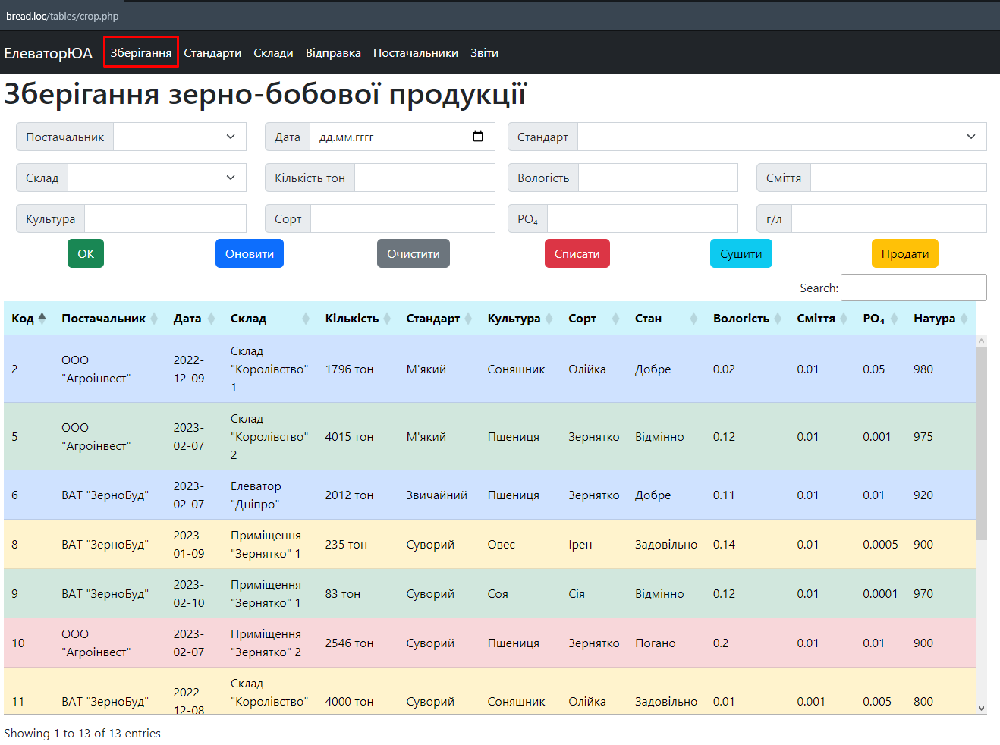 bread.loc/tables/crop.php
ЕлеваторЮА Зберігання Стандарти Склади Відправка Постачальники Звіти
Зберігання зерно-бобової продукції
Постачальник Дата дд.мм.гггг Стандарт
Склад Кількість тон Вологість Сміття
Культура Сорт PO₄ г/л
ОК Оновити Очистити Списати Сушити Продати
Search:
Код Постачальник Дата Склад Кількість Стандарт Культура Сорт Стан Вологість Сміття PO₄ Натура
2 ООО "Агроінвест" 2022-12-09 Склад "Королівство" 1 1796 тон М'який Соняшник Олійка Добре 0.02 0.01 0.05 980
5 ООО "Агроінвест" 2023-02-07 Склад "Королівство" 2 4015 тон М'який Пшениця Зернятко Відмінно 0.12 0.01 0.001 975
6 ВАТ "ЗерноБуд" 2023-02-07 Елеватор "Дніпро" 2012 тон Звичайний Пшениця Зернятко Добре 0.11 0.01 0.01 920
8 ВАТ "ЗерноБуд" 2023-01-09 Приміщення "Зернятко" 1 235 тон Суворий Овес Ірен Задовільно 0.14 0.01 0.0005 900
9 ВАТ "ЗерноБуд" 2023-02-10 Приміщення "Зернятко" 1 83 тон Суворий Соя Сія Відмінно 0.12 0.01 0.0001 970
10 ООО "Агроінвест" 2023-02-07 Приміщення "Зернятко" 2 2546 тон Суворий Пшениця Зернятко Погано 0.2 0.01 0.01 900
11 ВАТ "ЗерноБуд" 2022-12-08 Склад "Королівство" 4000 тон Суворий Соняшник Олійка Задовільно 0.01 0.001 0.005 800
Showing 1 to 13 of 13 entries